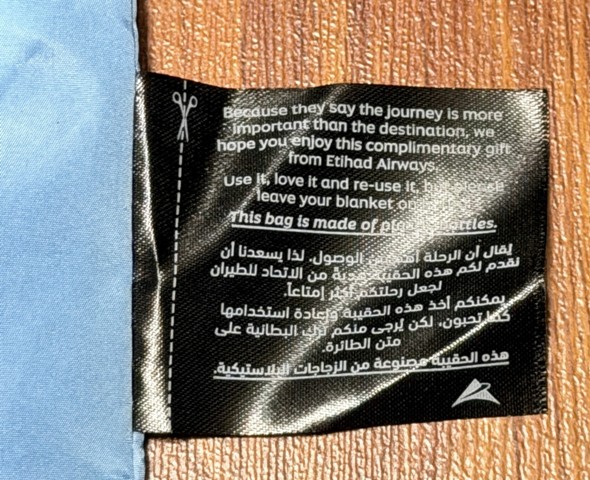 Because they say the journey is more
important than the destination, we
hope you enjoy this complimentary gift
from Etihad Airways.
Use it, love it and re-use it, but please
leave your blanket on
This bag is made of plastic bottles.
يُقال أن الرحلة أهم من الوصول. لذا يسعدنا أن
نقدم لكم هذه الحقيبة هدية من الاتحاد للطيران
لجعل رحلتكم أكثر إمتاعاً.
يمكنكم أخذ هذه الحقيبة وإعادة استخدامها
كما تحبون، لكن يُرجى منكم ترك البطانية على
متن الطائرة.
هذه الحقيبة مصنوعة من الزجاجات البلاستيكية.